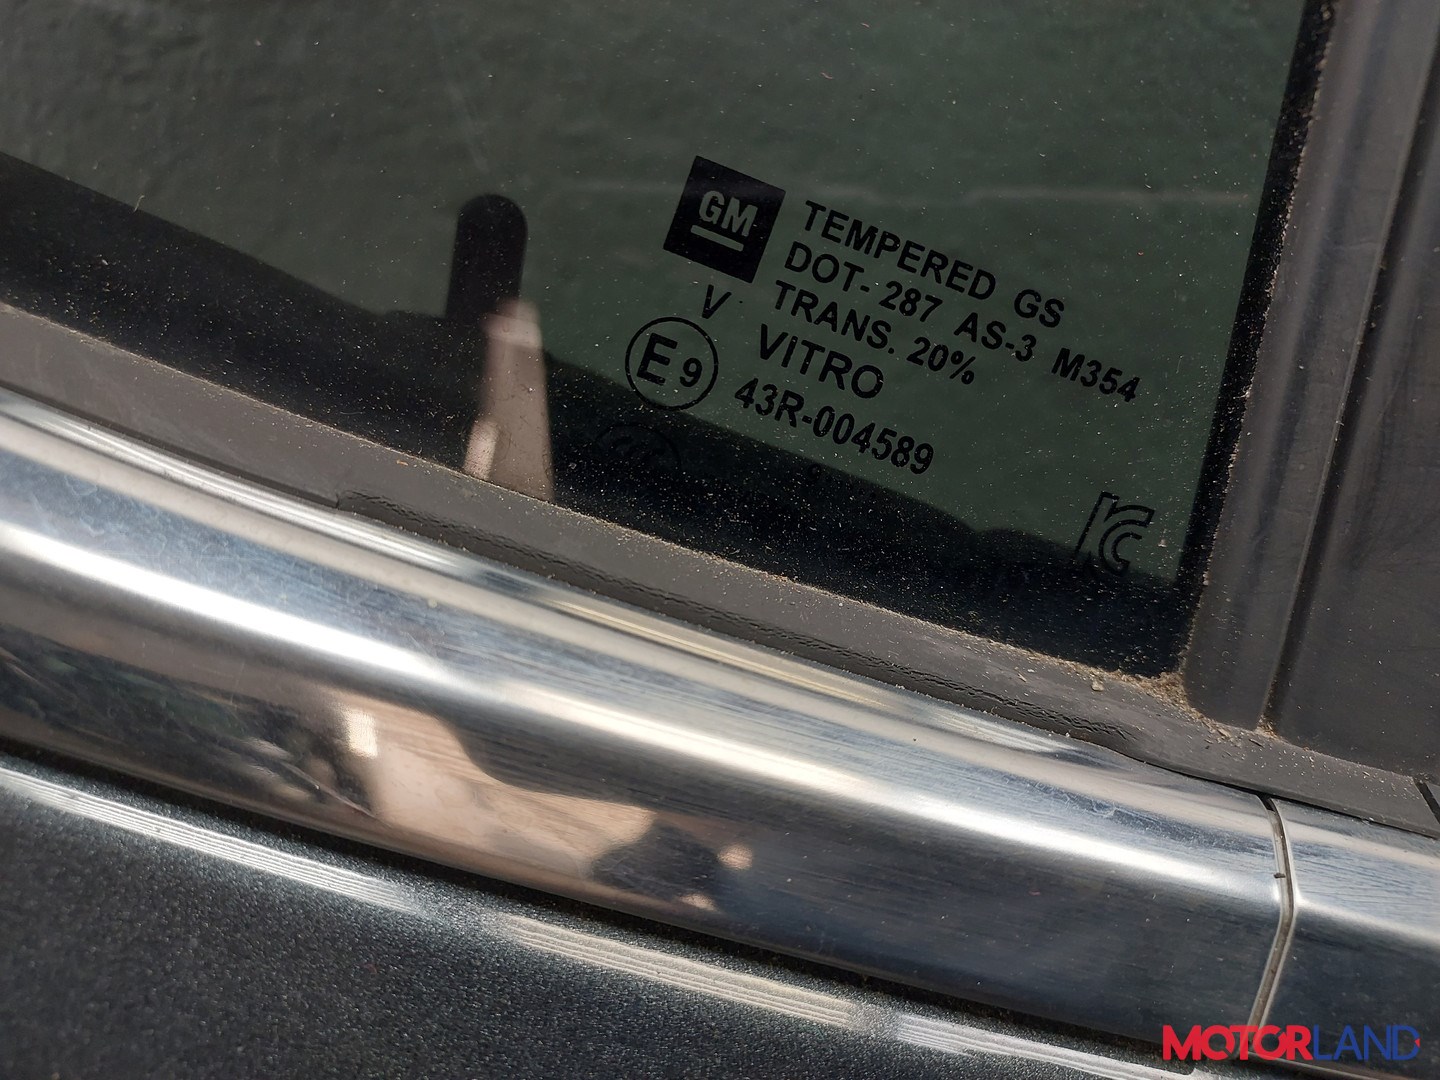 GM
TEMPERED GS
DOT-287 AS-3 M354
TRANS. 20%
V
VITRO
E9
43R-004589
MOTORLAND